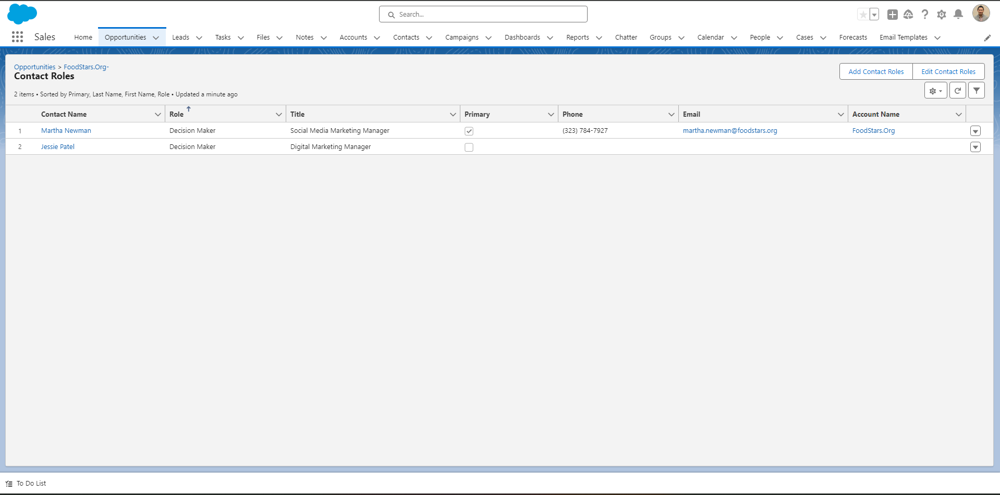 Search...
Sales
Home
Opportunities
Leads
Tasks
Files
Notes
Accounts
Contacts
Campaigns
Dashboards
Reports
Chatter
Groups
Calendar
People
Cases
Forecasts
Email Templates
Opportunities > FoodStars.Org-
Contact Roles
Add Contact Roles
Edit Contact Roles
2 items • Sorted by Primary, Last Name, First Name, Role • Updated a minute ago
Contact Name Role Title Primary Phone Email Account Name
1 Martha Newman Decision Maker Social Media Marketing Manager (323) 784-7927 martha.newman@foodstars.org FoodStars.Org
2 Jessie Patel Decision Maker Digital Marketing Manager
To Do List